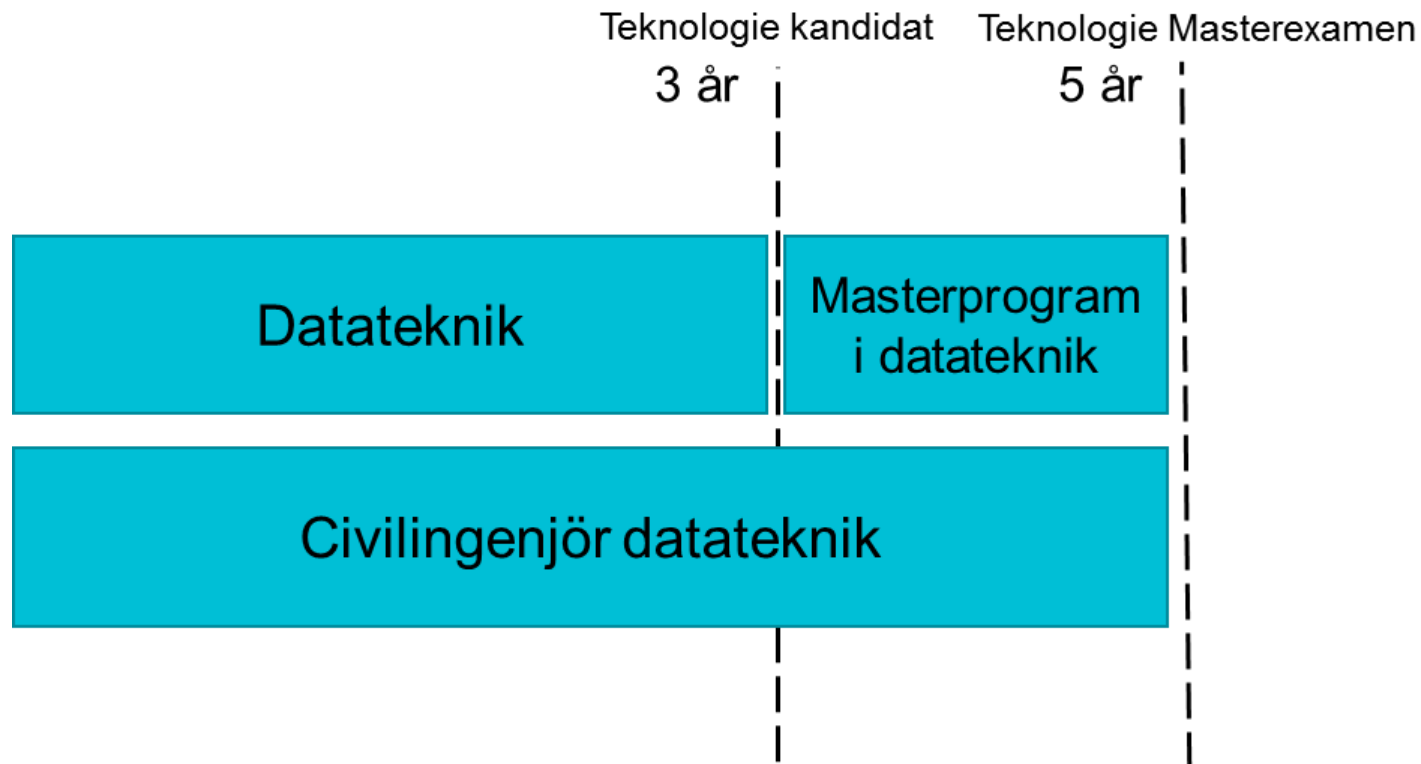 Teknologie kandidat
3 år
Teknologie Masterexamen
5 år
Datateknik
Masterprogram
i datateknik
Civilingenjör datateknik